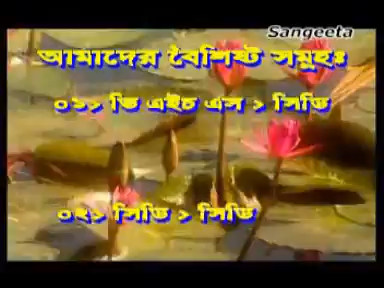 Sangeeta
আমাদের বৈশিষ্ট সমুহঃ
০১> ভি এইচ এস > সিডি
০২> সিডি > সিডি